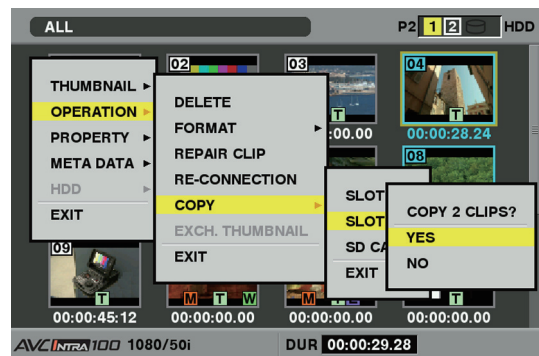 ALL
P2 1 2 HDD
02
03
04
THUMBNAIL
OPERATION
PROPERTY
META DATA
HDD
EXIT
DELETE
FORMAT
REPAIR CLIP
RE-CONNECTION
COPY
EXCH. THUMBNAIL
EXIT
SLOT
SLOT
SD CA
EXIT
COPY 2 CLIPS?
YES
NO
T
T
:00.00
00:00:28.24
08
09
T
M T W
M T
T
00:00:45:12
00:00:00.00
00:00:00.00
00:00:00.00
AVC INTRA 100 1080/50i
DUR 00:00:29.28